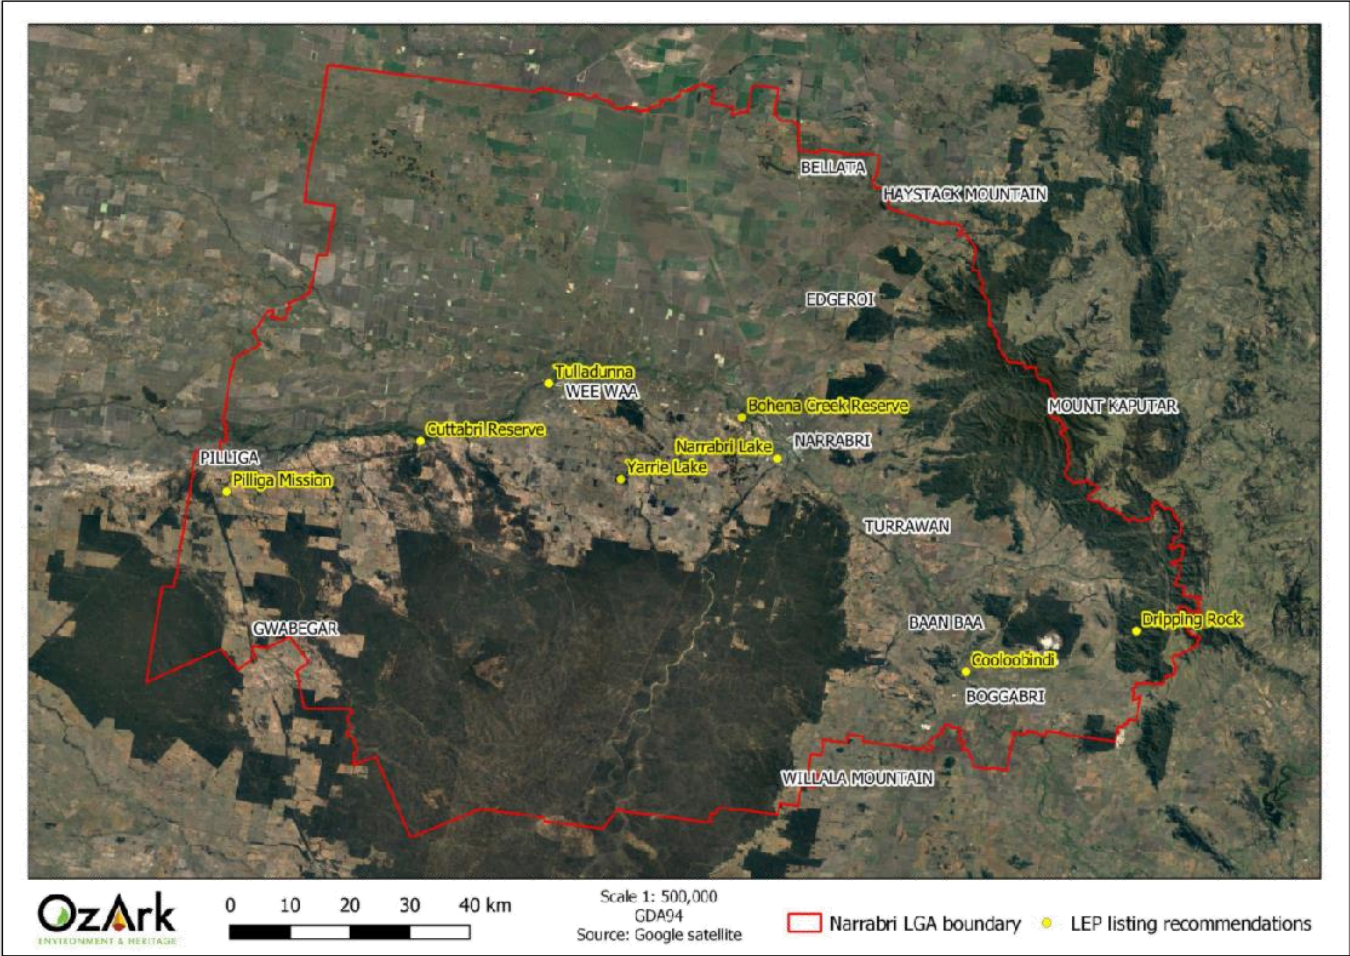 BELLATA
HAYSTACK MOUNTAIN
EDGEROI
Tulladunna
WEE WAA
Bohena Creek Reserve
MOUNT KAPUTAR
Cuttabri Reserve
NARRABRI
Narrabri Lake
PILLIGA
Yarrie Lake
Pilliga Mission
TURRAWAN
GWABEGAR
BAAN BAA
Dripping Rock
Cooloobindi
BOGGABRI
WILLALA MOUNTAIN
OzArk
ENVIRONMENT & HERITAGE
0 10 20 30 40 km
Scale 1: 500,000
GDA94
Source: Google satellite
Narrabri LGA boundary
LEP listing recommendations